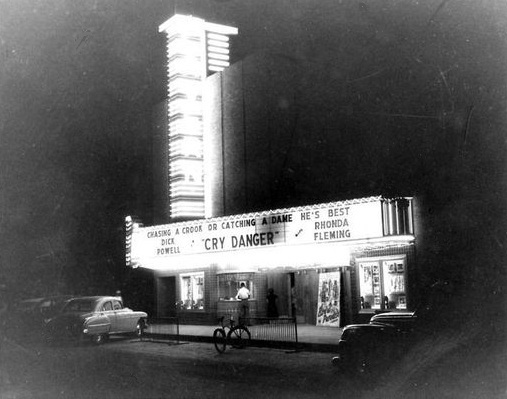 CHASING A CROOK OR CATCHING A DAME HE'S BEST
DICK "CRY DANGER" RHONDA
POWELL FLEMING